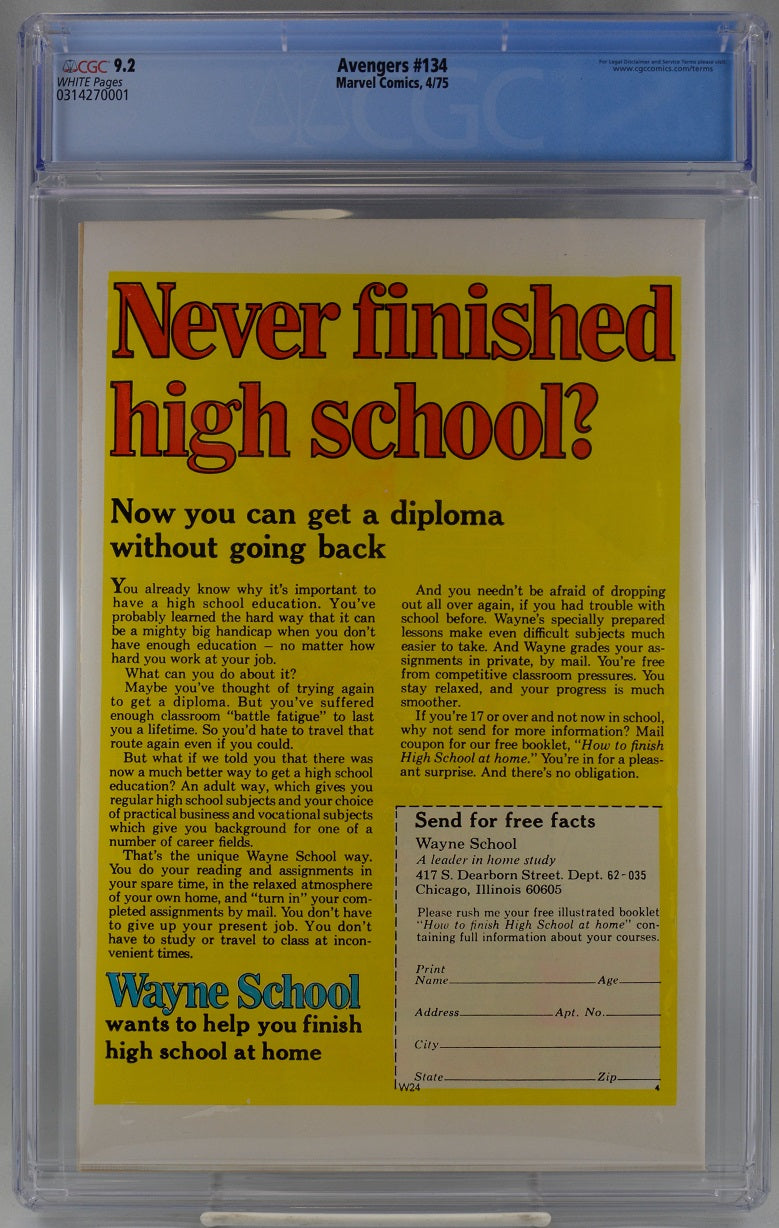 CGC 9.2
WHITE Pages
0314270001
Avengers #134
Marvel Comics, 4/75
For Legal Disclaimer and Service Terms please visit:
www.cgccomics.com/terms
CGC
Never finished
high school?
Now you can get a diploma
without going back
You already know why it's important to
have a high school education. You've
probably learned the hard way that it can
be a mighty big handicap when you don't
have enough education – no matter how
hard you work at your job.
What can you do about it?
Maybe you've thought of trying again
to get a diploma. But you've suffered
enough classroom "battle fatigue" to last
you a lifetime. So you'd hate to travel that
route again even if you could.
But what if we told you that there was
now a much better way to get a high school
education? An adult way, which gives you
regular high school subjects and your choice
of practical business and vocational subjects
which give you background for one of a
number of career fields.
That's the unique Wayne School way.
You do your reading and assignments in
your spare time, in the relaxed atmosphere
of your own home, and "turn in" your com-
pleted assignments by mail. You don't have
to give up your present job. You don't
have to study or travel to class at incon-
venient times.
Wayne School
wants to help you finish
high school at home
And you needn't be afraid of dropping
out all over again, if you had trouble with
school before. Wayne's specially prepared
lessons make even difficult subjects much
easier to take. And Wayne grades your as-
signments in private, by mail. You're free
from competitive classroom pressures. You
stay relaxed, and your progress is much
smoother.
If you're 17 or over and not now in school,
why not send for more information? Mail
coupon for our free booklet, "How to finish
High School at home." You're in for a pleas-
ant surprise. And there's no obligation.
Send for free facts
Wayne School
A leader in home study
417 S. Dearborn Street. Dept. 62-035
Chicago, Illinois 60605
Please rush me your free illustrated booklet
"How to finish High School at home" con-
taining full information about your courses.
Print
Name Age
Address Apt. No.
City
State Zip
W24 4